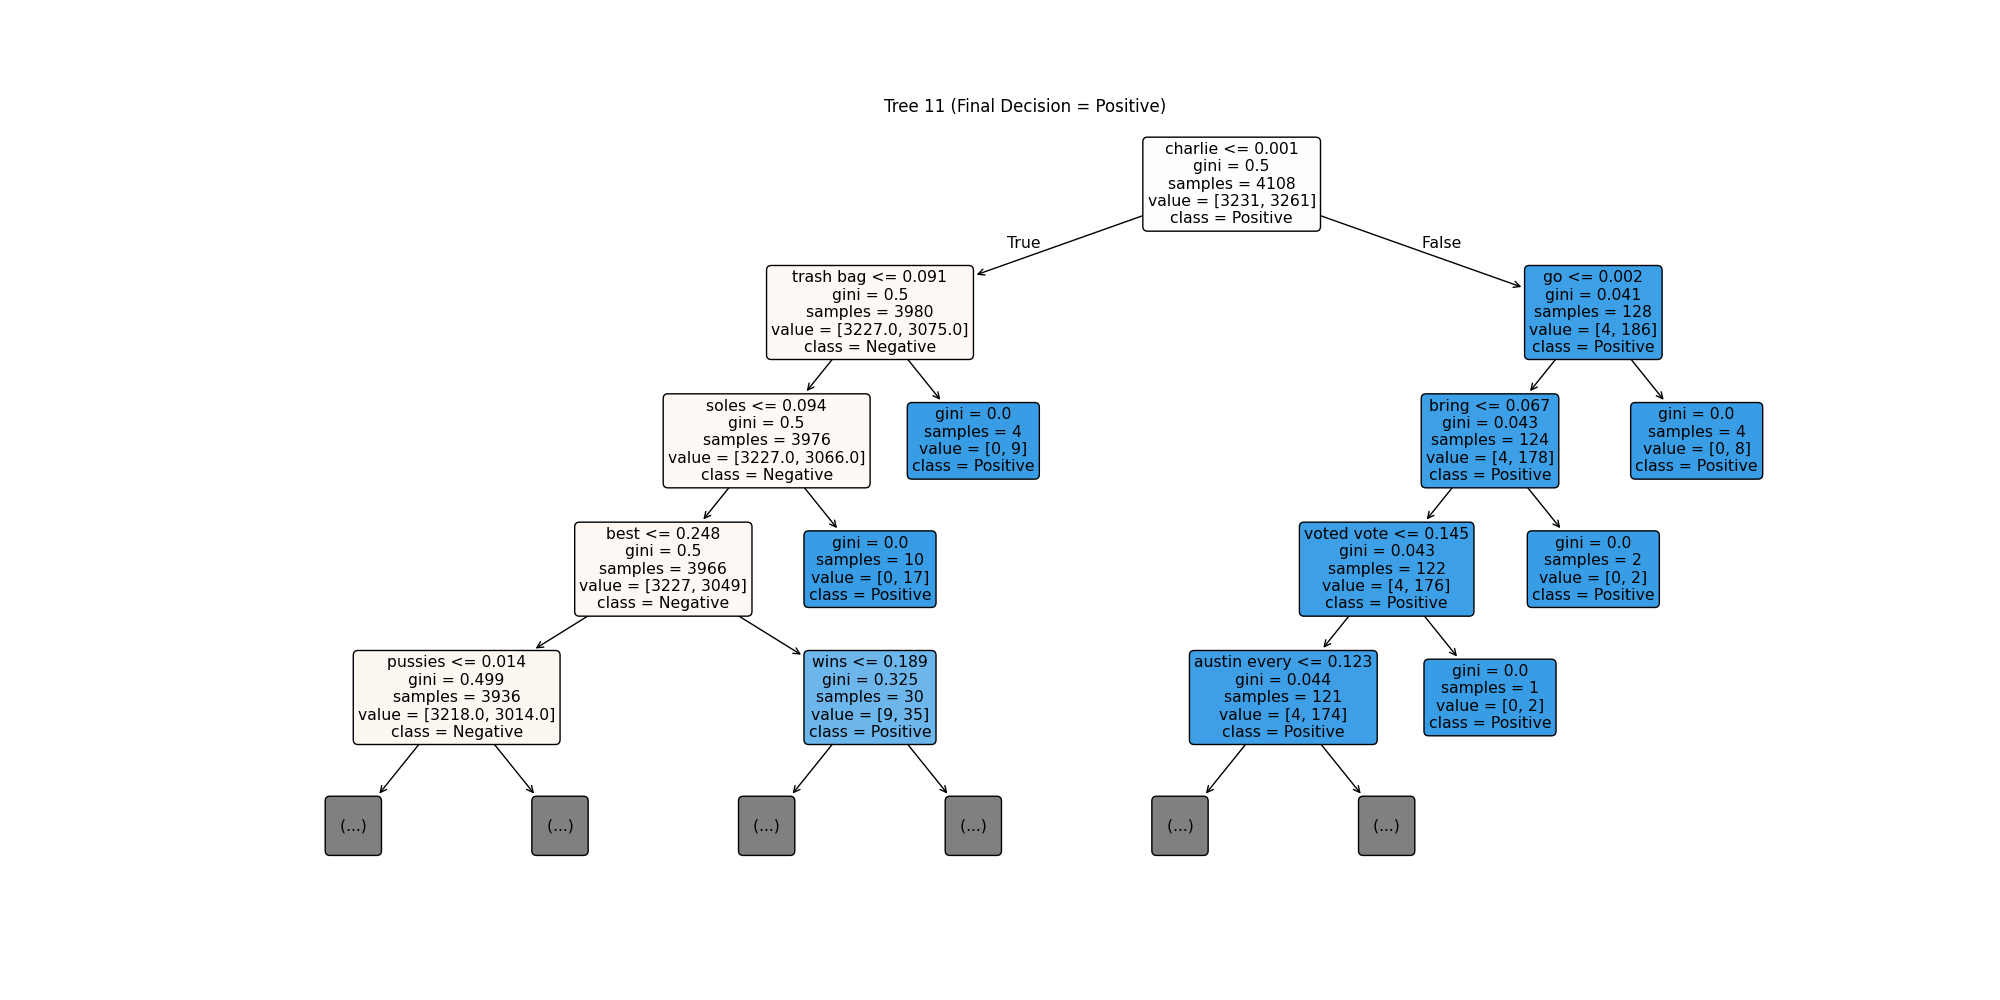 Tree 11 (Final Decision = Positive)
charlie <= 0.001
gini = 0.5
samples = 4108
value = [3231, 3261]
class = Positive
True
False
trash bag <= 0.091
gini = 0.5
samples = 3980
value = [3227.0, 3075.0]
class = Negative
go <= 0.002
gini = 0.041
samples = 128
value = [4, 186]
class = Positive
soles <= 0.094
gini = 0.5
samples = 3976
value = [3227.0, 3066.0]
class = Negative
gini = 0.0
samples = 4
value = [0, 9]
class = Positive
bring <= 0.067
gini = 0.043
samples = 124
value = [4, 178]
class = Positive
gini = 0.0
samples = 4
value = [0, 8]
class = Positive
best <= 0.248
gini = 0.5
samples = 3966
value = [3227, 3049]
class = Negative
gini = 0.0
samples = 10
value = [0, 17]
class = Positive
voted vote <= 0.145
gini = 0.043
samples = 122
value = [4, 176]
class = Positive
gini = 0.0
samples = 2
value = [0, 2]
class = Positive
pussies <= 0.014
gini = 0.499
samples = 3936
value = [3218.0, 3014.0]
class = Negative
wins <= 0.189
gini = 0.325
samples = 30
value = [9, 35]
class = Positive
austin every <= 0.123
gini = 0.044
samples = 121
value = [4, 174]
class = Positive
gini = 0.0
samples = 1
value = [0, 2]
class = Positive
(...)
(...)
(...)
(...)
(...)
(...)